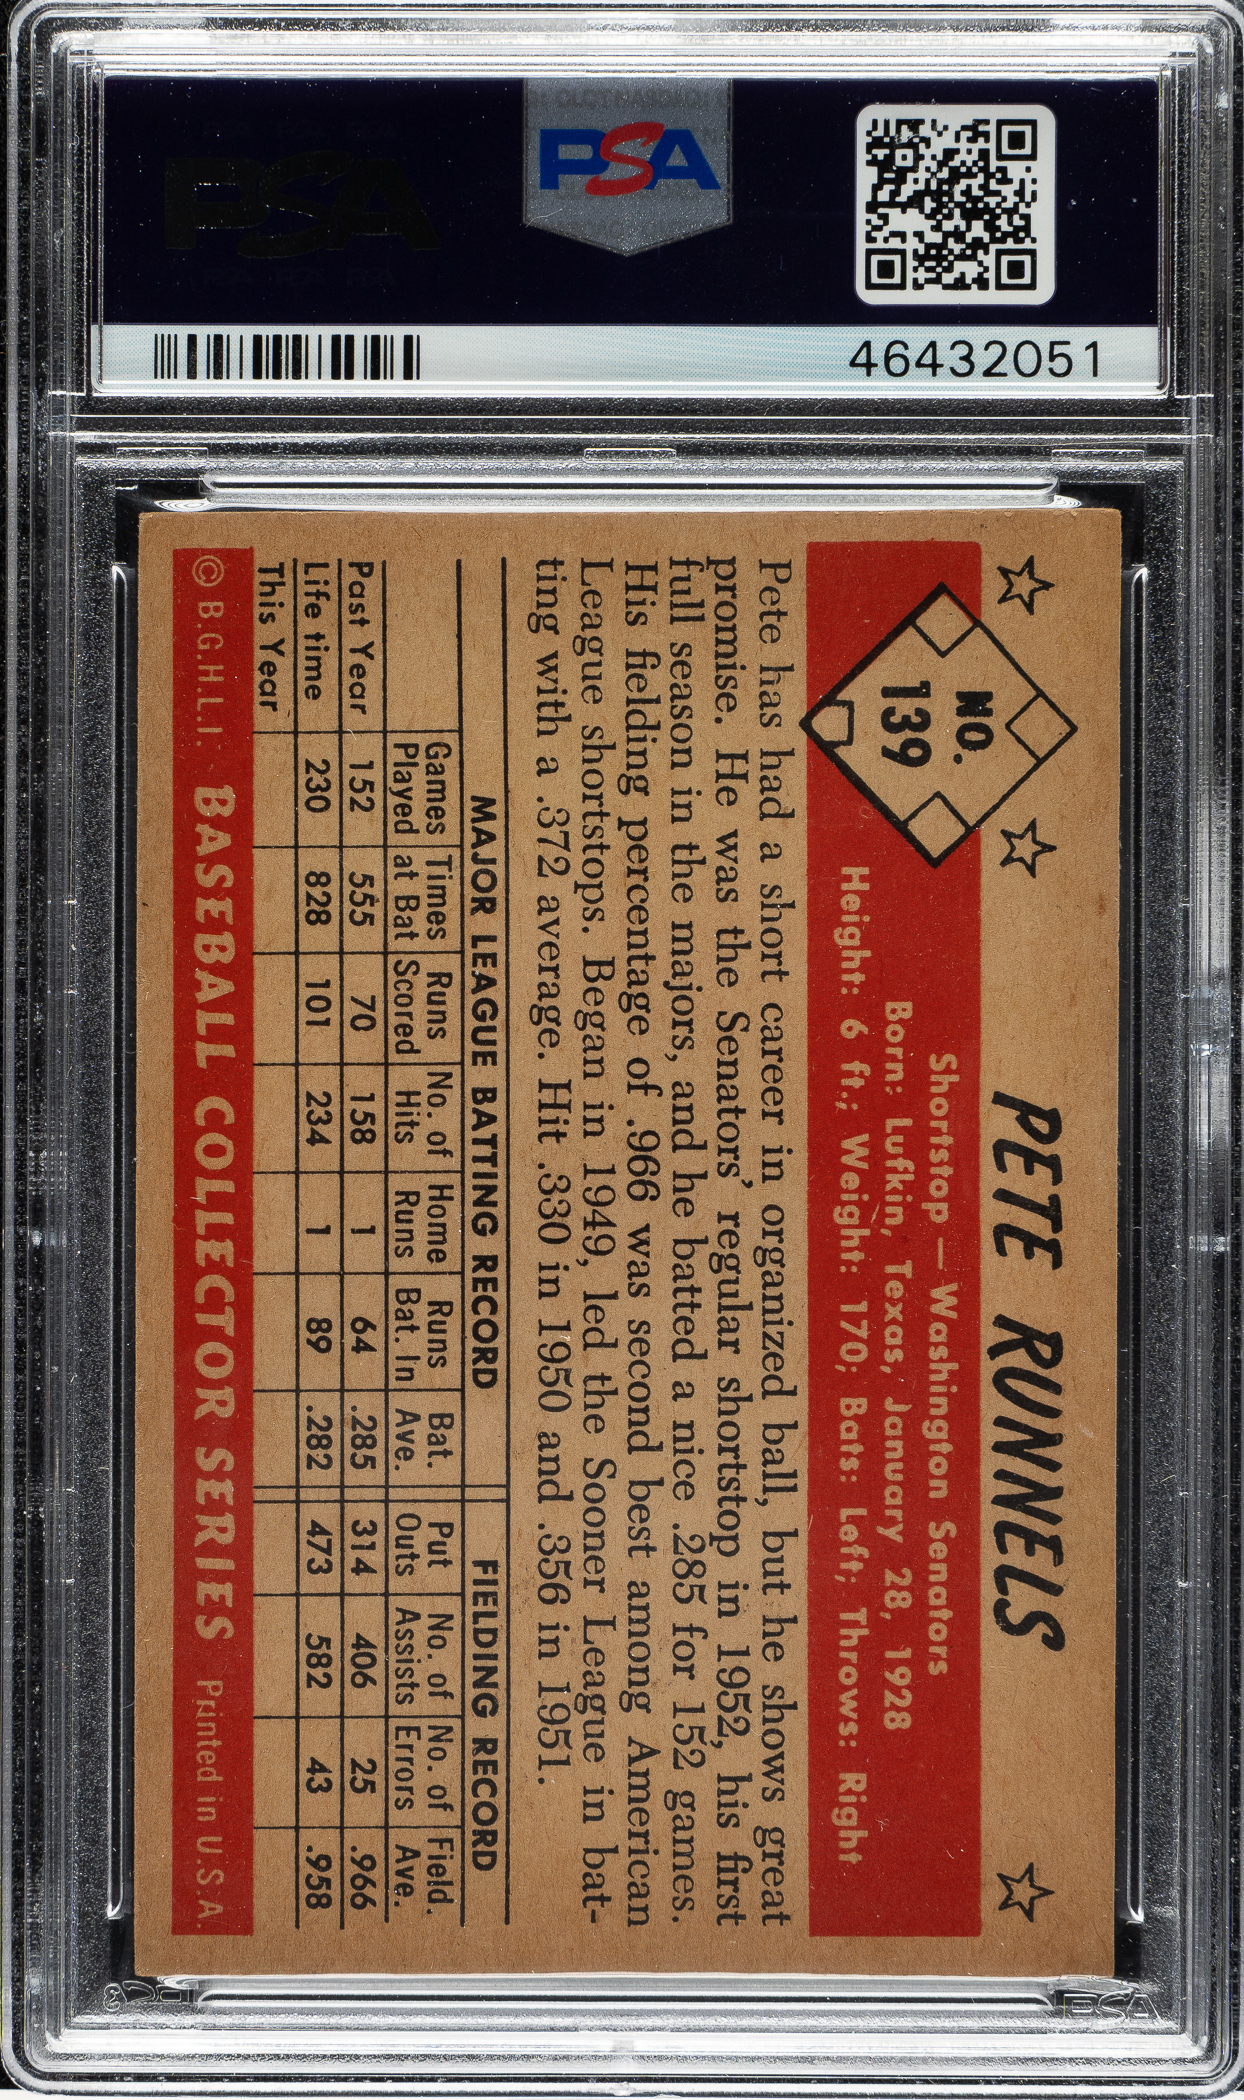 PSA
46432051
NO.
139
PETE RUNNELS
Shortstop — Washington Senators
Born: Lufkin, Texas, January 28, 1928
Height: 6 ft.; Weight: 170; Bats: Left; Throws: Right
Pete has had a short career in organized ball, but he shows great
promise. He was the Senators' regular shortstop in 1952, his first
full season in the majors, and he batted a nice .285 for 152 games.
His fielding percentage of .966 was second best among American
League shortstops. Began in 1949, led the Sooner League in bat-
ting with a .372 average. Hit .330 in 1950 and .356 in 1951.
MAJOR LEAGUE BATTING RECORD FIELDING RECORD
Games Times Runs No. of Home Runs Bat. Put No. of No. of Field.
Played at Bat Scored Hits Runs Bat. In Ave. Outs Assists Errors Ave.
Past Year 152 555 70 158 1 64 .285 314 406 25 .966
Life time 230 828 101 234 1 89 .282 473 582 43 .958
This Year
© B.G.H.L.I. BASEBALL COLLECTOR SERIES Printed in U.S.A.
PSA